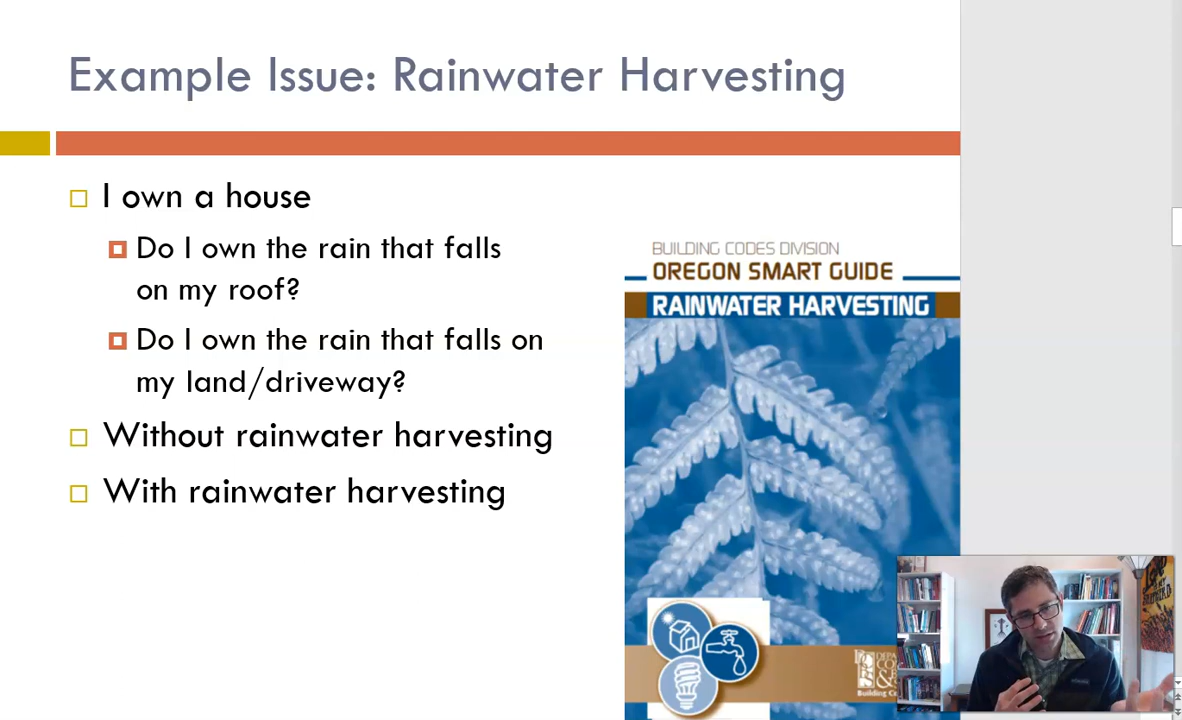 Example Issue: Rainwater Harvesting
I own a house
Do I own the rain that falls
on my roof?
Do I own the rain that falls on
my land/driveway?
Without rainwater harvesting
With rainwater harvesting
BUILDING CODES DIVISION
OREGON SMART GUIDE
RAINWATER HARVESTING
Building Co